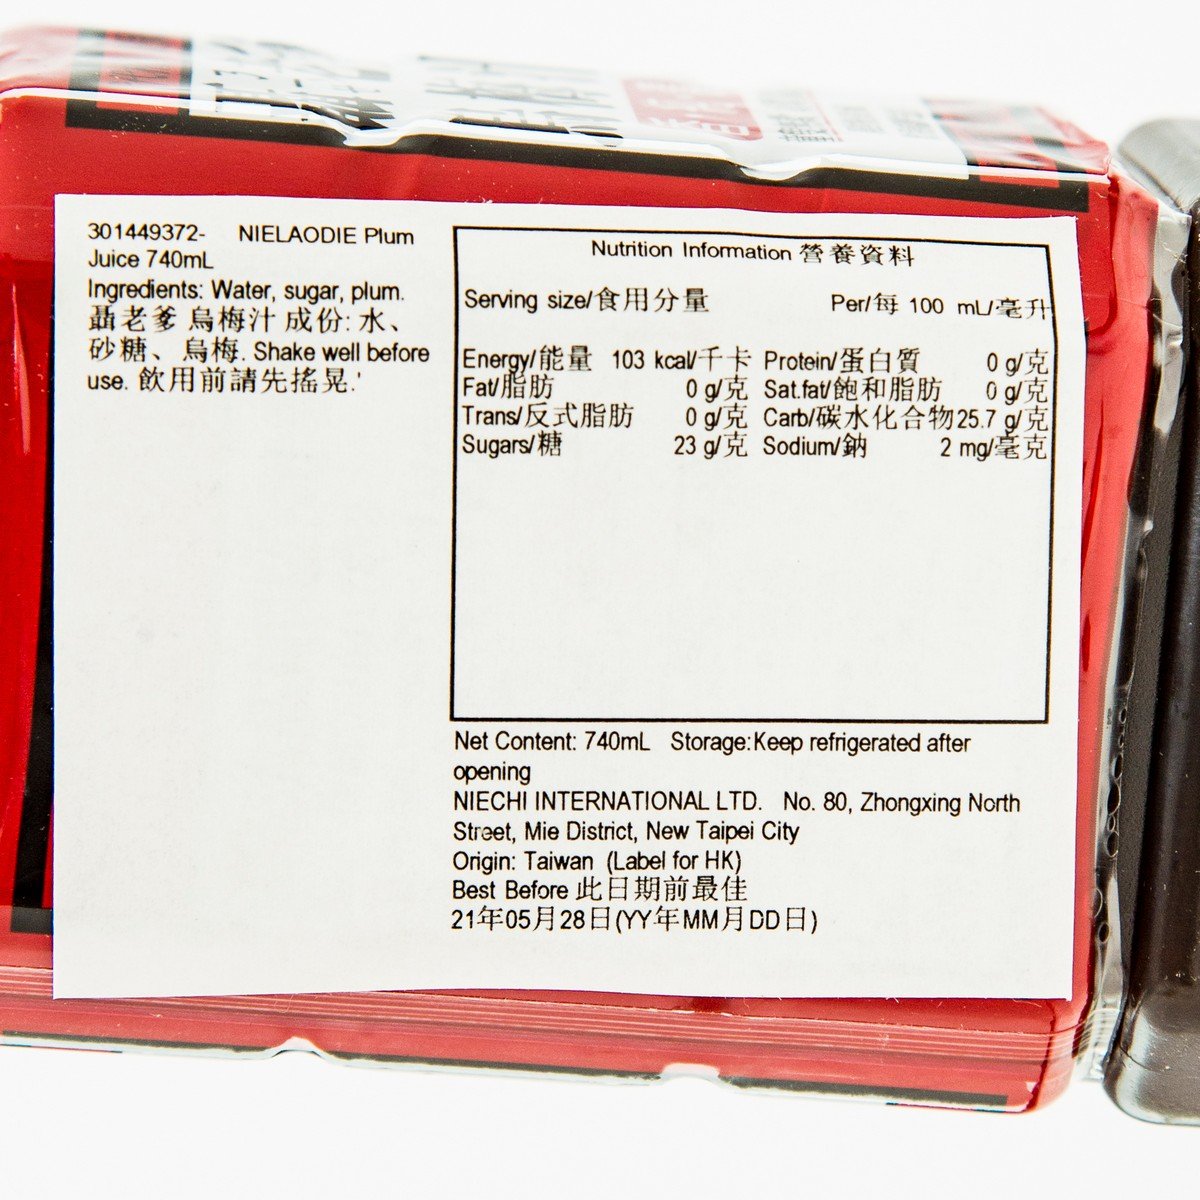 301449372- NIELAODIE Plum
Juice 740mL
Ingredients: Water, sugar, plum.
聶老爹 烏梅汁 成份: 水、
砂糖、 烏梅. Shake well before
use. 飲用前請先搖晃.'
Nutrition Information 營養資料
Serving size/食用分量 Per/每 100 mL/毫升
Energy/能量 103 kcal/千卡 Protein/蛋白質 0 g/克
Fat/脂肪 0 g/克 Sat.fat/飽和脂肪 0 g/克
Trans/反式脂肪 0 g/克 Carb/碳水化合物 25.7 g/克
Sugars/糖 23 g/克 Sodium/鈉 2 mg/毫克
Net Content: 740mL Storage:Keep refrigerated after
opening
NIECHI INTERNATIONAL LTD. No. 80, Zhongxing North
Street, Mie District, New Taipei City
Origin: Taiwan (Label for HK)
Best Before 此日期前最佳
21年05月28日(YY年MM月DD日)